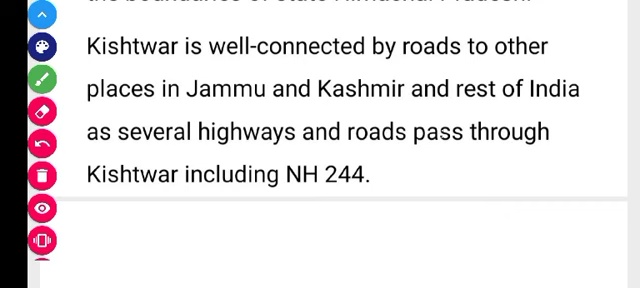 Kishtwar is well-connected by roads to other
places in Jammu and Kashmir and rest of India
as several highways and roads pass through
Kishtwar including NH 244.